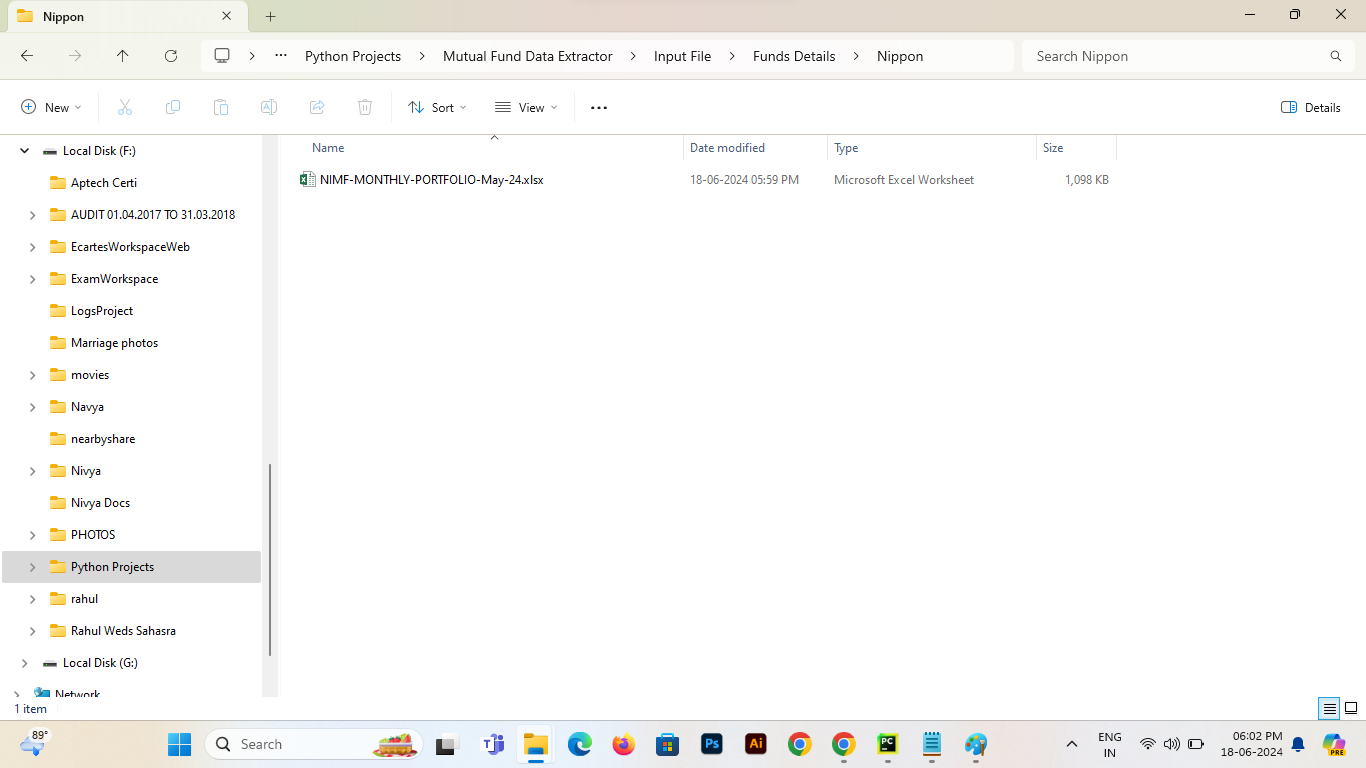 Nippon
Python Projects > Mutual Fund Data Extractor > Input File > Funds Details > Nippon
Search Nippon
New
Sort
View
Details
Local Disk (F:)
Aptech Certi
AUDIT 01.04.2017 TO 31.03.2018
EcartesWorkspaceWeb
ExamWorkspace
LogsProject
Marriage photos
movies
Navya
nearbyshare
Nivya
Nivya Docs
PHOTOS
Python Projects
rahul
Rahul Weds Sahasra
Local Disk (G:)
Network
Name Date modified Type Size
NIMF-MONTHLY-PORTFOLIO-May-24.xlsx 18-06-2024 05:59 PM Microsoft Excel Worksheet 1,098 KB
1 item
89°
Search
Ps
Ai
PC
ENG
IN
06:02 PM
18-06-2024
PRE